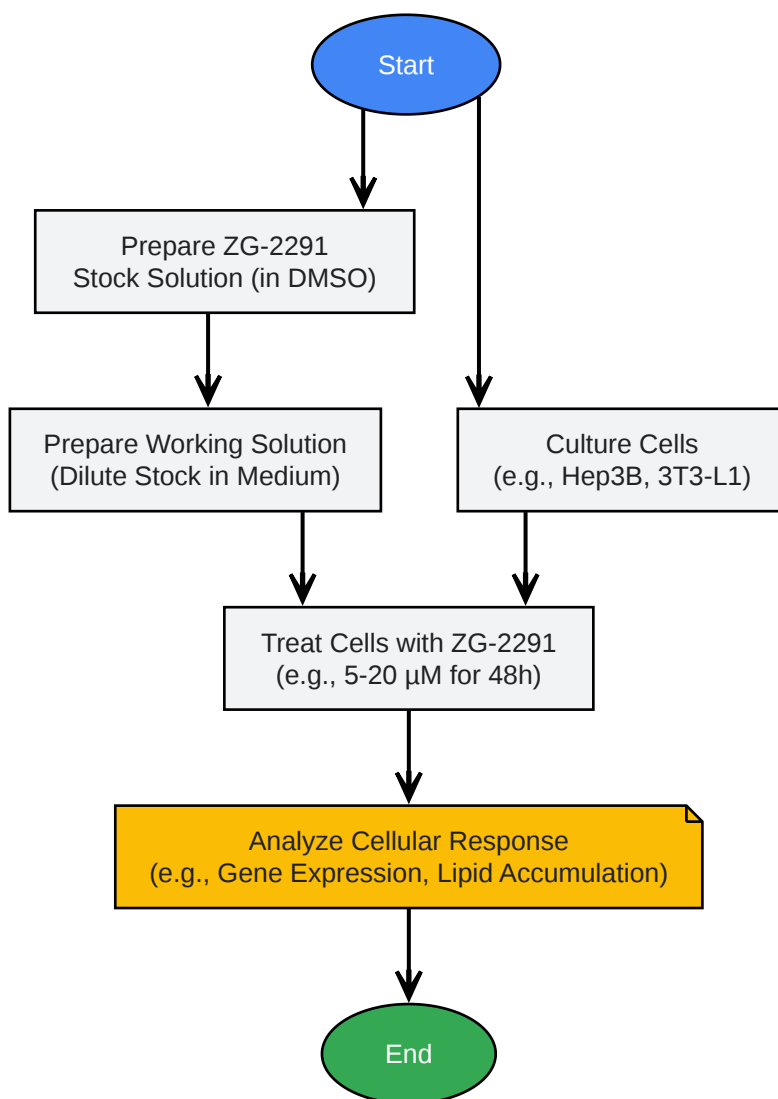 Start
Prepare ZG-2291
Stock Solution (in DMSO)
Prepare Working Solution
(Dilute Stock in Medium)
Culture Cells
(e.g., Hep3B, 3T3-L1)
Treat Cells with ZG-2291
(e.g., 5-20 µM for 48h)
Analyze Cellular Response
(e.g., Gene Expression, Lipid Accumulation)
End